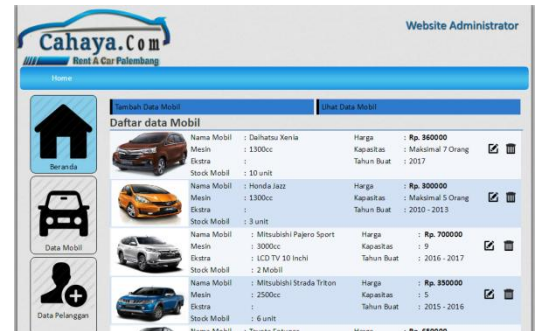 Website Administrator
Cahaya.Com
Rent A Car Palembang
Home
Tambah Data Mobil
Lihat Data Mobil
Daftar data Mobil
Beranda
Nama Mobil : Daihatsu Xenia Harga : Rp. 360000
Mesin : 1300cc Kapasitas : Maksimal 7 Orang
Ekstra : Tahun Buat : 2017
Stock Mobil : 10 unit
Nama Mobil : Honda Jazz Harga : Rp. 300000
Mesin : 1300cc Kapasitas : Maksimal 5 Orang
Ekstra : Tahun Buat : 2010 - 2013
Stock Mobil : 3 unit
Data Mobil
Nama Mobil : Mitsubishi Pajero Sport Harga : Rp. 700000
Mesin : 3000cc Kapasitas : 9
Ekstra : LCD TV 10 Inchi Tahun Buat : 2016 - 2017
Stock Mobil : 2 Mobil
Nama Mobil : Mitsubishi Strada Triton Harga : Rp. 350000
Mesin : 2500cc Kapasitas : 5
Ekstra : Tahun Buat : 2015 - 2016
Stock Mobil : 6 unit
Data Pelanggan